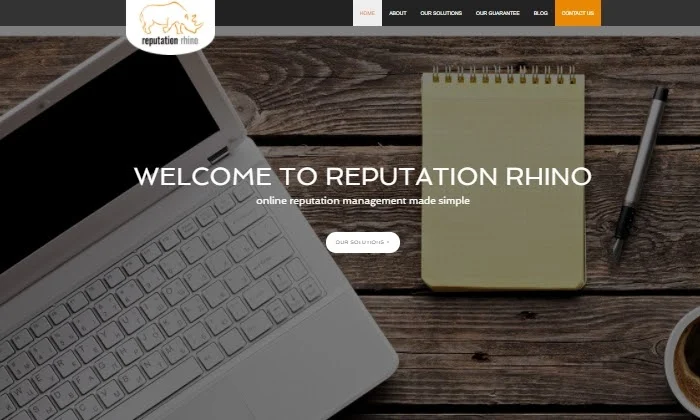 reputation rhino
HOME ABOUT OUR SOLUTIONS OUR GUARANTEE BLOG CONTACT US
WELCOME TO REPUTATION RHINO
online reputation management made simple
OUR SOLUTIONS